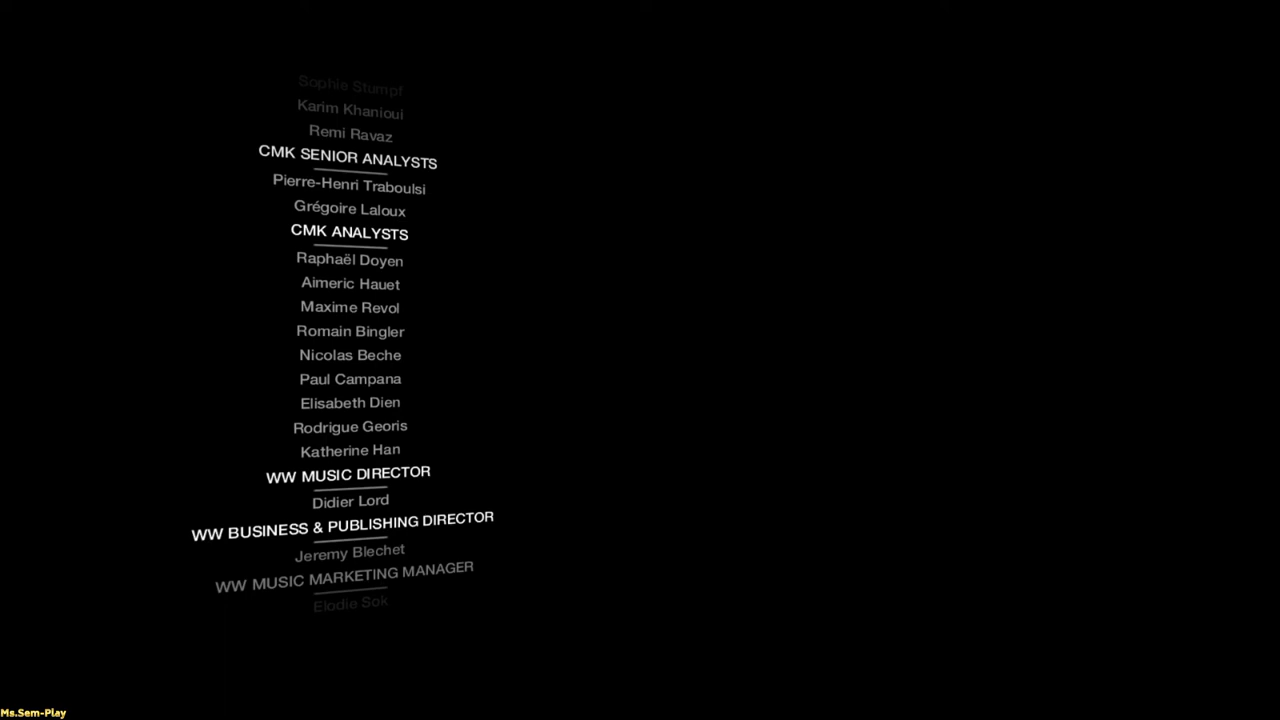 Sophie Stumpf
Karim Khanioui
Remi Ravaz
CMK SENIOR ANALYSTS
Pierre-Henri Traboulsi
Grégoire Laloux
CMK ANALYSTS
Raphaël Doyen
Aimeric Hauet
Maxime Revol
Romain Bingler
Nicolas Beche
Paul Campana
Elisabeth Dien
Rodrigue Georis
Katherine Han
WW MUSIC DIRECTOR
Didier Lord
WW BUSINESS & PUBLISHING DIRECTOR
Jeremy Blechet
WW MUSIC MARKETING MANAGER
Elodie Sok
Ms.Sem-Play